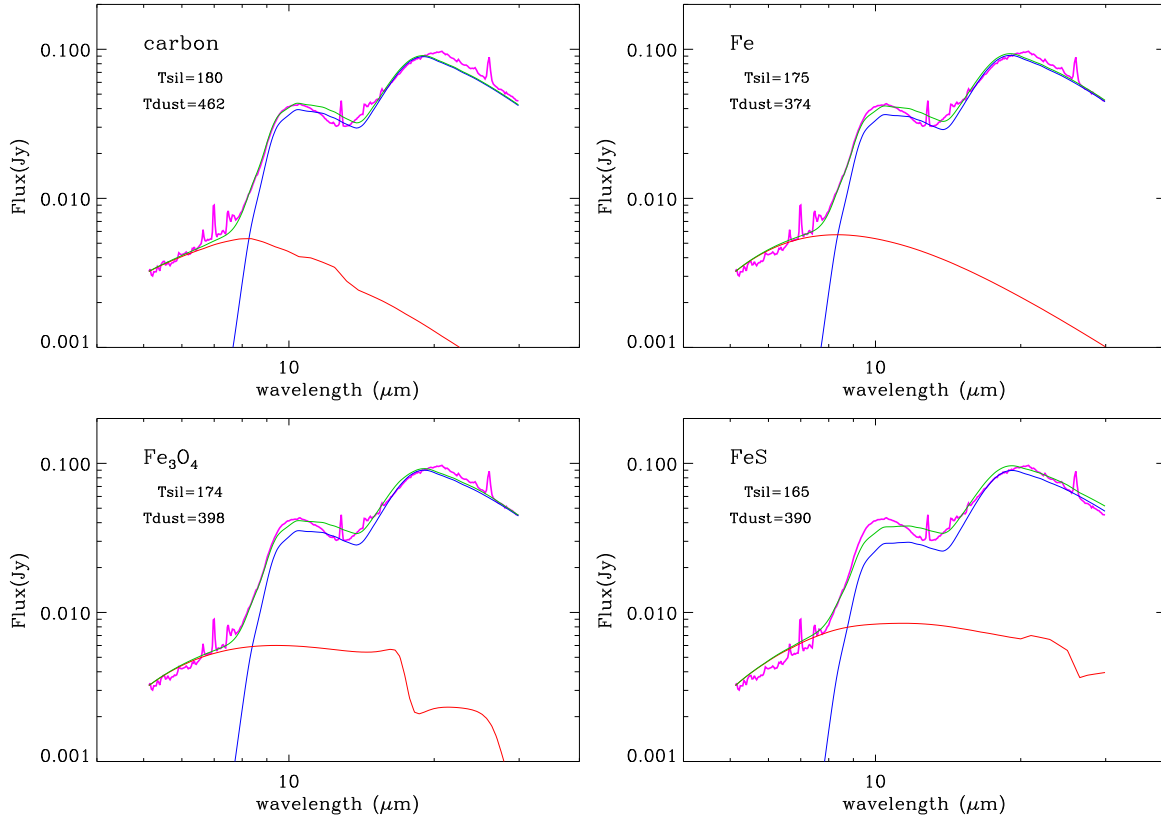 carbon
Tsil=180
Tdust=462
0.100
0.010
0.001
Flux(Jy)
10
wavelength (μm)
Fe
Tsil=175
Tdust=374
0.100
0.010
0.001
Flux(Jy)
10
wavelength (μm)
Fe₃O₄
Tsil=174
Tdust=398
0.100
0.010
0.001
Flux(Jy)
10
wavelength (μm)
FeS
Tsil=165
Tdust=390
0.100
0.010
0.001
Flux(Jy)
10
wavelength (μm)